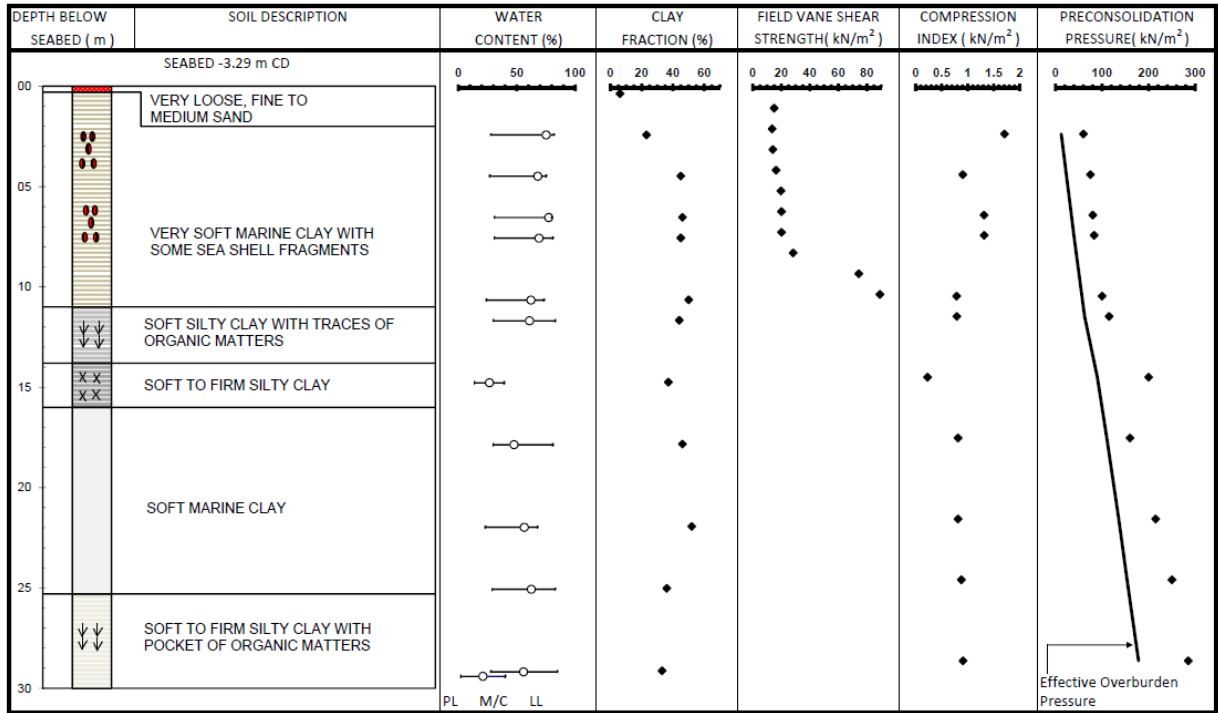 DEPTH BELOW
SEABED ( m )
SOIL DESCRIPTION
WATER
CONTENT (%)
CLAY
FRACTION (%)
FIELD VANE SHEAR
STRENGTH( kN/m² )
COMPRESSION
INDEX ( kN/m² )
PRECONSOLIDATION
PRESSURE( kN/m² )
SEABED -3.29 m CD
0 50 100
0 20 40 60
0 20 40 60 80
0 0.5 1 1.5 2
0 100 200 300
00
VERY LOOSE, FINE TO
MEDIUM SAND
05
VERY SOFT MARINE CLAY WITH
SOME SEA SHELL FRAGMENTS
10
SOFT SILTY CLAY WITH TRACES OF
ORGANIC MATTERS
X X
15
SOFT TO FIRM SILTY CLAY
X X
20
SOFT MARINE CLAY
25
SOFT TO FIRM SILTY CLAY WITH
POCKET OF ORGANIC MATTERS
30
PL M/C LL
Effective Overburden
Pressure